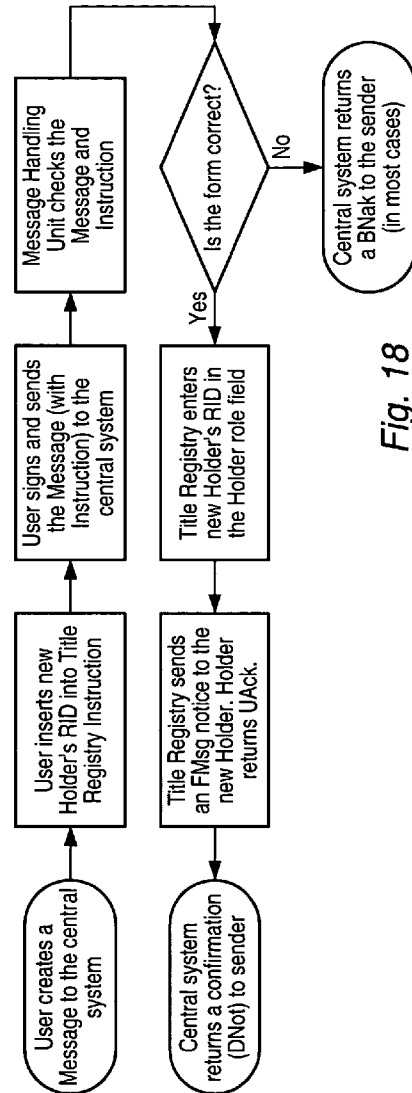 User creates a
Message to the central
system
User inserts new
Holder's RID into Title
Registry Instruction
User signs and sends
the Message (with
Instruction) to the
central system
Message Handling
Unit checks the
Message and
Instruction
Is the form correct?
Yes
No
Title Registry enters
new Holder's RID in
the Holder role field
Title Registry sends
an FMsg notice to the
new Holder. Holder
returns UAck.
Central system
returns a confirmation
(DNot) to sender
Central system returns
a BNak to the sender
(in most cases)
Fig. 18